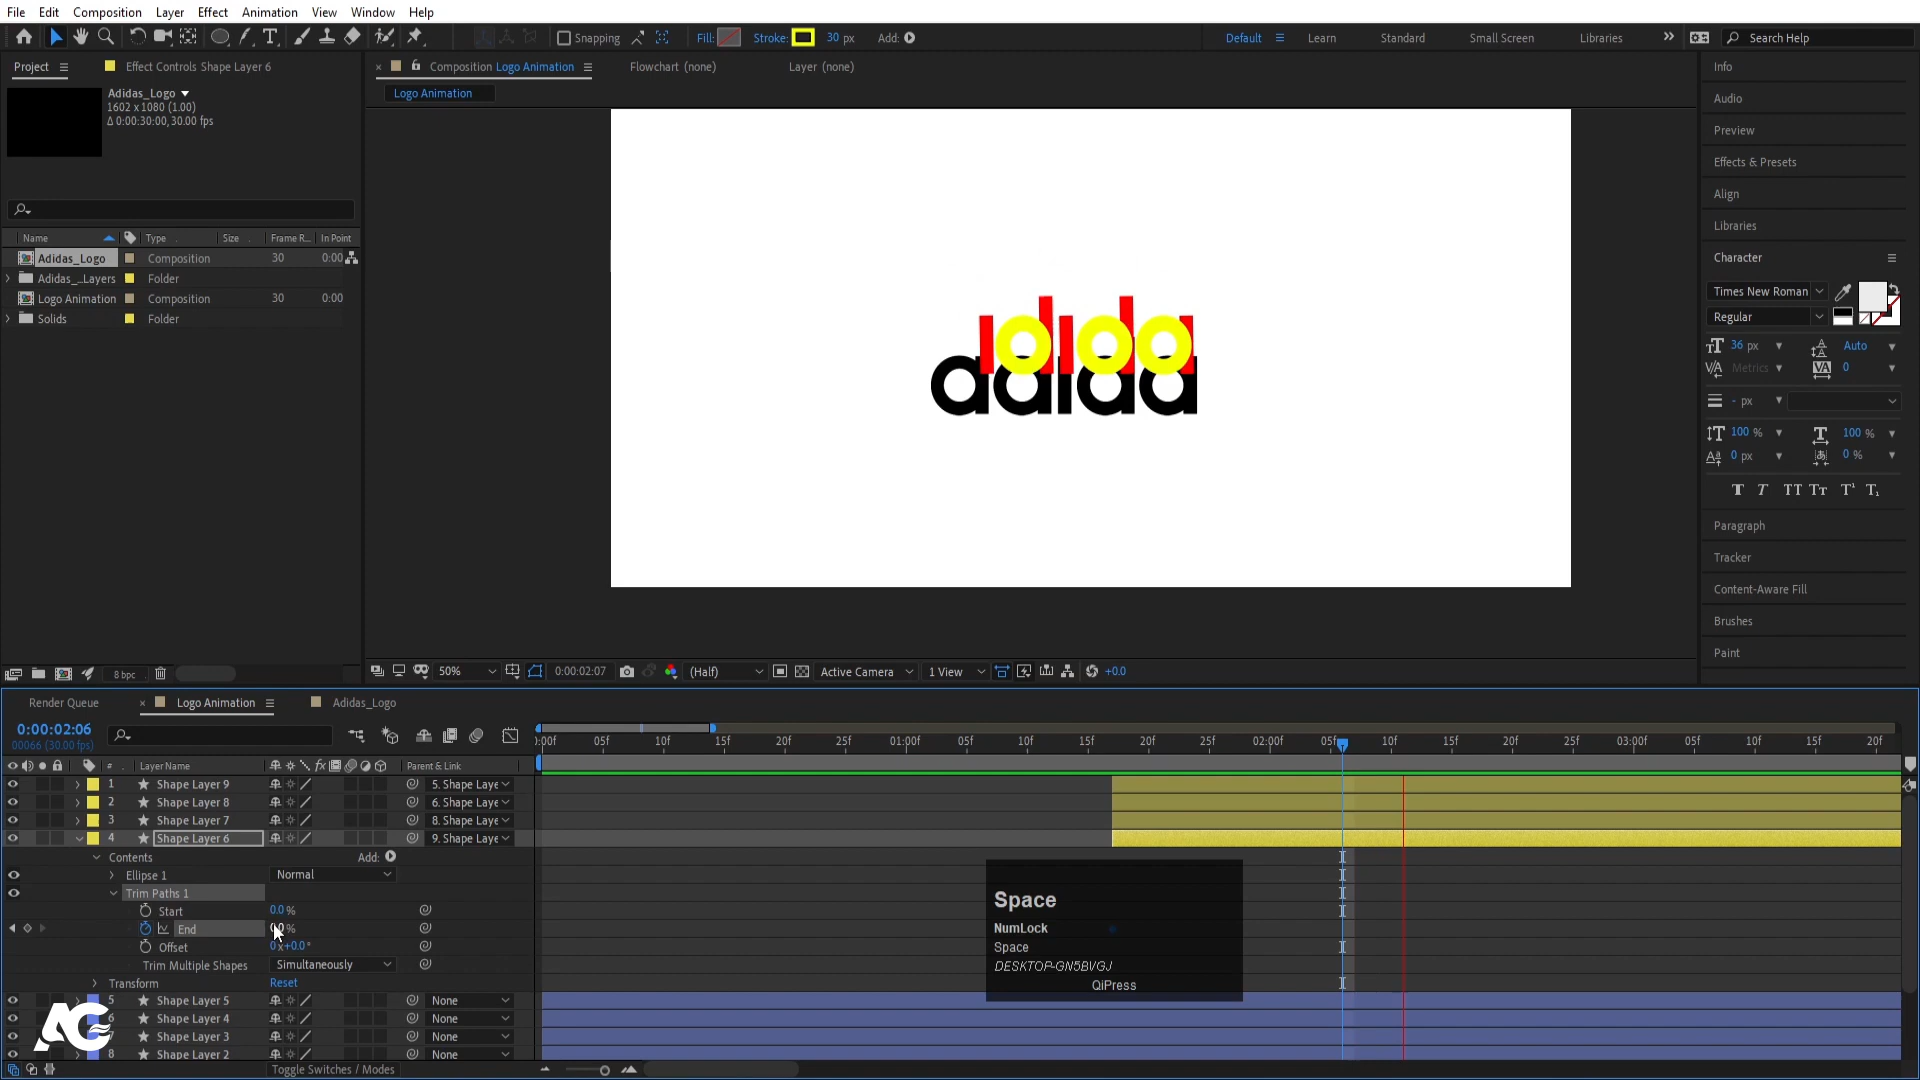 File Edit Composition Layer Effect Animation View Window Help
Snapping Fill: Stroke: 30 px Add: Default Learn Standard Small Screen Libraries Search Help
Project Effect Controls Shape Layer 6
Adidas_Logo
1602 x 1080 (1.00)
Δ 0:00:30:00, 30.00 fps
Name Type Size Frame R... In Point
Adidas_Logo Composition 30 0:00
Adidas_...Layers Folder
Logo Animation Composition 30 0:00
Solids Folder
8 bpc
Composition Logo Animation Flowchart (none) Layer (none)
Logo Animation
50% 0:00:02:07 (Half) Active Camera 1 View +0.0
Info
Audio
Preview
Effects & Presets
Align
Libraries
Character
Times New Roman
Regular
36 px Auto
Metrics 0
- px
100 % 100 %
0 px 0 %
T T TT Tt T¹ T₁
Paragraph
Tracker
Content-Aware Fill
Brushes
Paint
Render Queue Logo Animation Adidas_Logo
0:00:02:06
00066 (30.00 fps)
# Layer Name Parent & Link
:00f 05f 10f 15f 20f 25f 01:00f 05f 10f 15f 20f 25f 02:00f 05f 10f 15f 20f 25f 03:00f 05f 10f 15f 20f
1 Shape Layer 9 5. Shape Laye
2 Shape Layer 8 6. Shape Laye
3 Shape Layer 7 8. Shape Laye
4 Shape Layer 6 9. Shape Laye
Contents Add:
Ellipse 1 Normal
Trim Paths 1
Start 0.0 %
End %
Offset 0 x+0.0 °
Trim Multiple Shapes Simultaneously
Transform Reset
5 Shape Layer 5 None
6 Shape Layer 4 None
Shape Layer 3 None
8 Shape Layer 2 None
Toggle Switches / Modes
Space
NumLock
Space
DESKTOP-GN5BVGJ
QiPress
AG